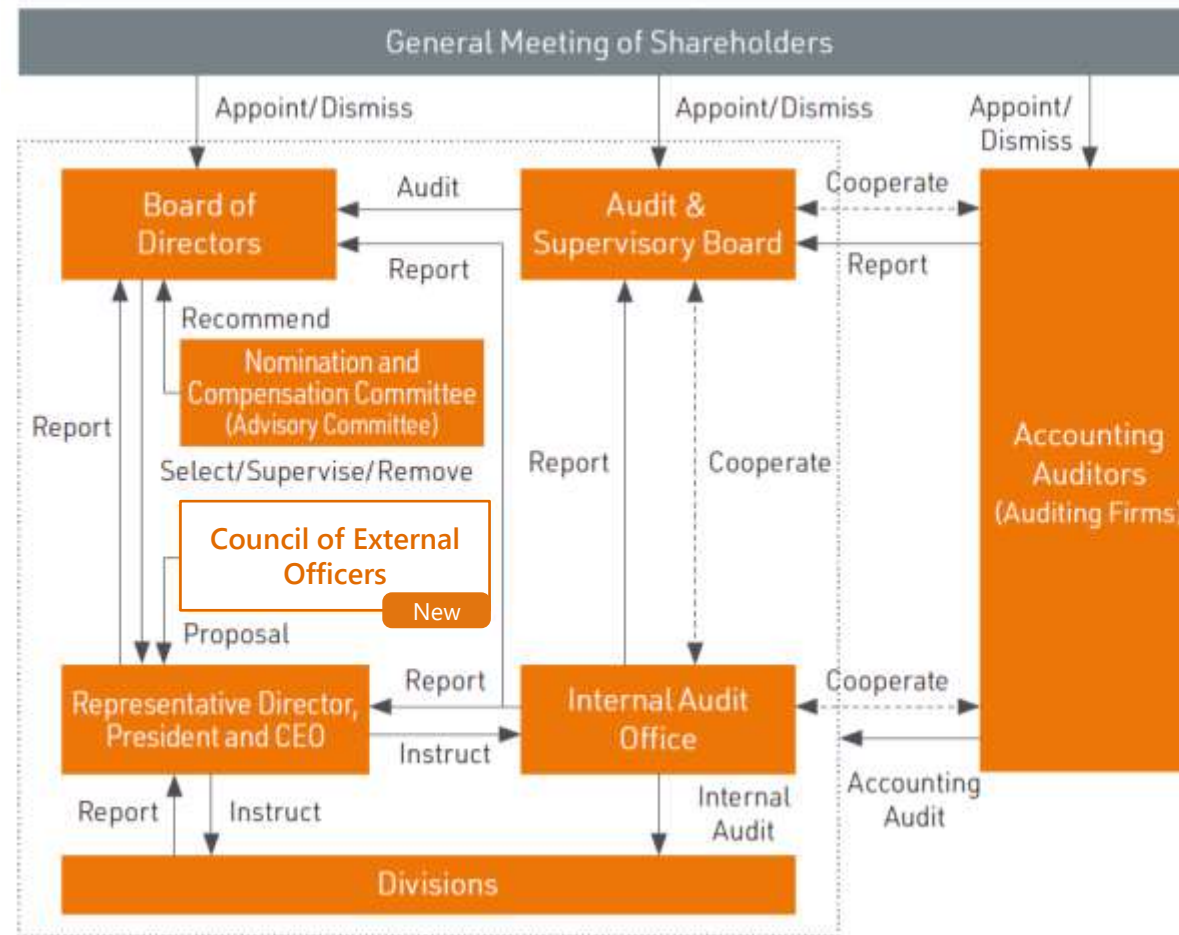 General Meeting of Shareholders
Appoint/Dismiss
Appoint/Dismiss
Appoint/
Dismiss
Board of
Directors
Audit
Report
Audit &
Supervisory Board
Cooperate
Report
Accounting
Auditors
(Auditing Firms)
Recommend
Nomination and
Compensation Committee
(Advisory Committee)
Report
Select/Supervise/Remove
Report
Cooperate
Council of External
Officers
New
Proposal
Representative Director,
President and CEO
Report
Instruct
Internal Audit
Office
Cooperate
Accounting
Audit
Report
Instruct
Internal
Audit
Divisions